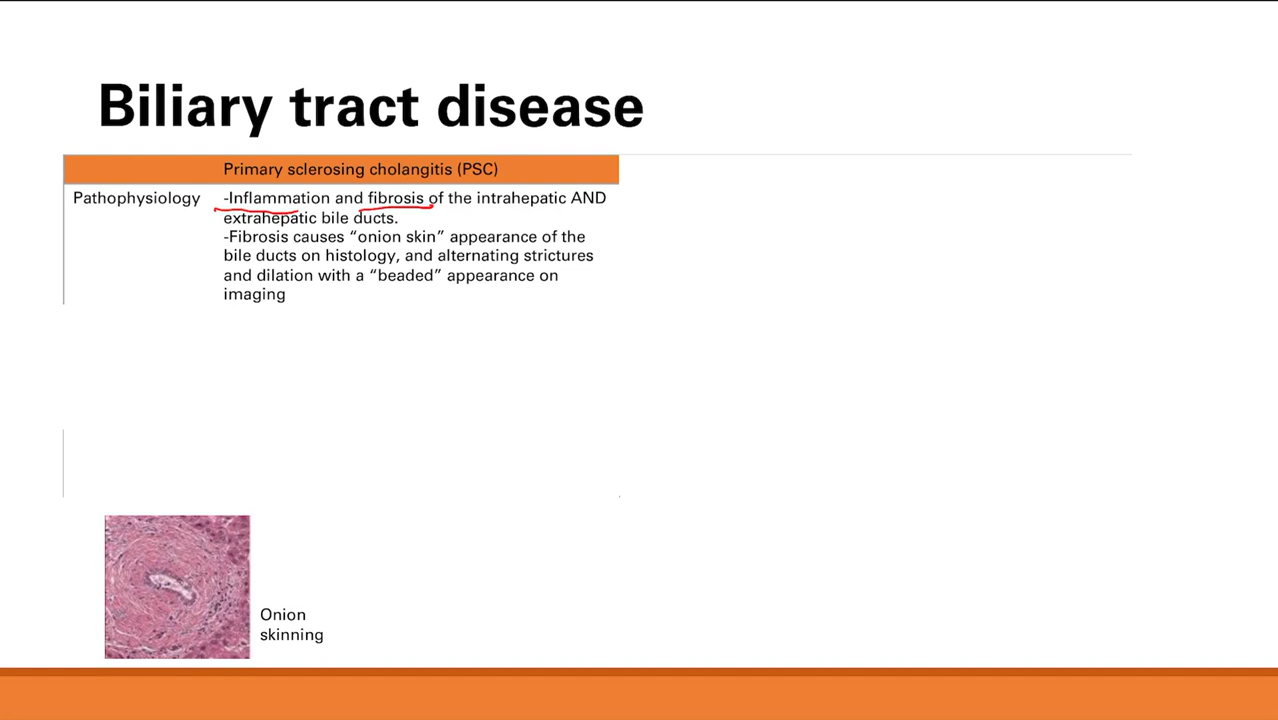 Biliary tract disease
Primary sclerosing cholangitis (PSC)
Pathophysiology
-Inflammation and fibrosis of the intrahepatic AND
extrahepatic bile ducts.
-Fibrosis causes “onion skin” appearance of the
bile ducts on histology, and alternating strictures
and dilation with a “beaded” appearance on
imaging
Onion
skinning